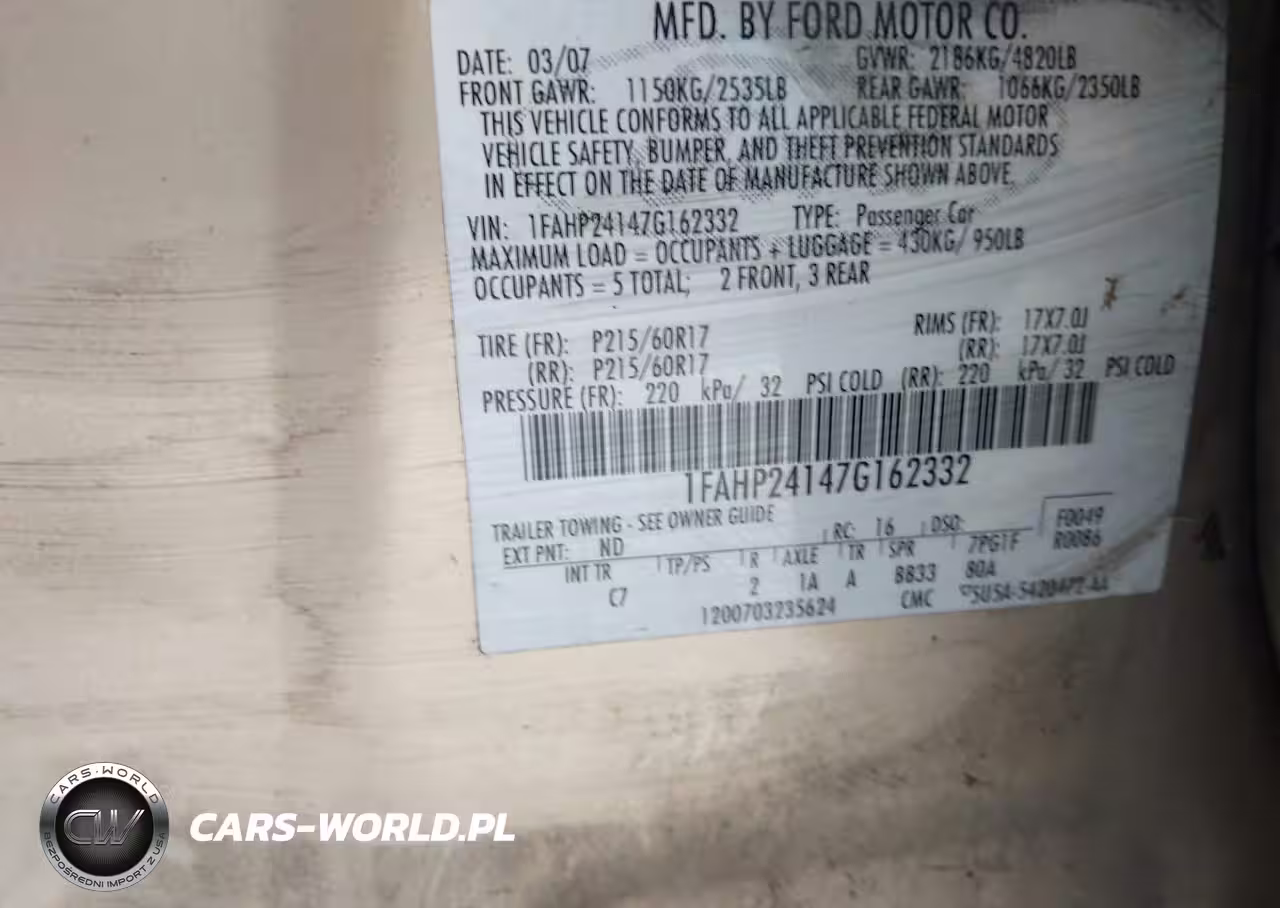 MFD. BY FORD MOTOR CO.
DATE: 03/07 GVWR: 2186KG/4820LB
FRONT GAWR: 1150KG/2535LB REAR GAWR: 1066KG/2350LB
THIS VEHICLE CONFORMS TO ALL APPLICABLE FEDERAL MOTOR
VEHICLE SAFETY, BUMPER, AND THEFT PREVENTION STANDARDS
IN EFFECT ON THE DATE OF MANUFACTURE SHOWN ABOVE.
VIN: 1FAHP24147G162332 TYPE: Passenger Car
MAXIMUM LOAD = OCCUPANTS + LUGGAGE = 430KG/ 950LB
OCCUPANTS = 5 TOTAL; 2 FRONT, 3 REAR
TIRE (FR): P215/60R17 RIMS (FR): 17X7.0J
(RR): P215/60R17 (RR): 17X7.0J
PRESSURE (FR): 220 kPa/ 32 PSI COLD (RR): 220 kPa/ 32 PSI COLD
1FAHP24147G162332
TRAILER TOWING - SEE OWNER GUIDE
EXT PNT: ND RC: 16 DSO: F0049
INT TR TP/PS R AXLE TR SPR 7PG1F R0086
C7 2 1A A 8833 80A
1200703235624 CMC
CARS-WORLD
CW
BEZPOŚREDNI IMPORT Z USA
CARS-WORLD.PL